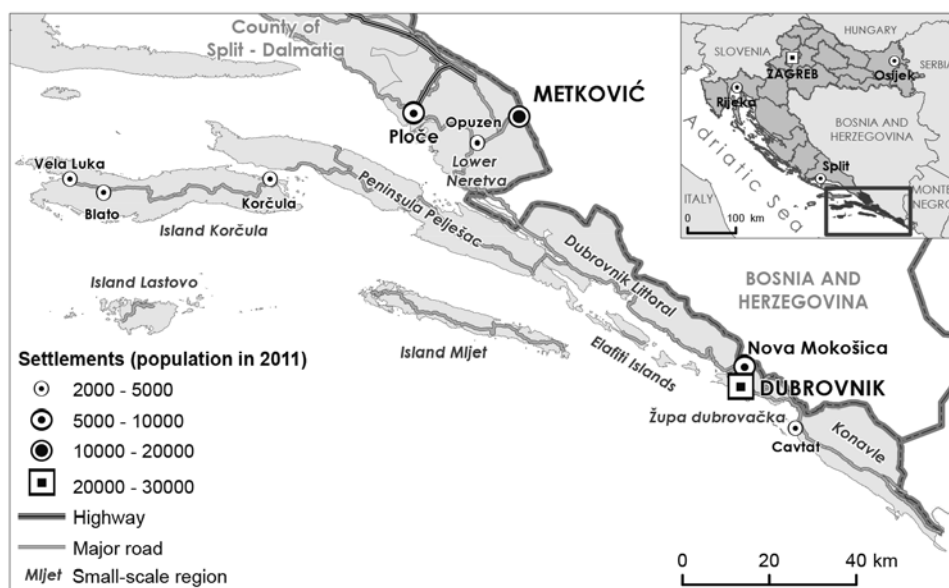 County of
Split - Dalmatia
METKOVIĆ
Ploče
Opuzen
Lower
Neretva
Vela Luka
Blato
Korčula
Island Korčula
Peninsula Pelješac
Island Lastovo
Island Mljet
Dubrovnik Littoral
Elafiti Islands
BOSNIA AND
HERZEGOVINA
Nova Mokošica
DUBROVNIK
Župa dubrovačka
Cavtat
Konavle
SLOVENIA
HUNGARY
SERBIA
ZAGREB
Osijek
Rijeka
BOSNIA AND
HERZEGOVINA
Adriatic Sea
Split
ITALY
MONTE
NEGRO
0 100 km
Settlements (population in 2011)
2000 - 5000
5000 - 10000
10000 - 20000
20000 - 30000
Highway
Major road
Mljet Small-scale region
0 20 40 km